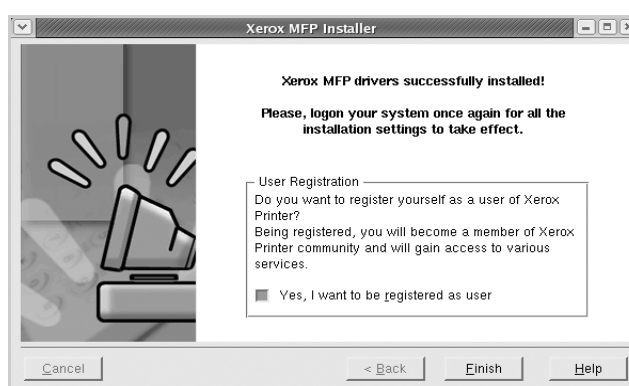 Xerox MFP Installer
Xerox MFP drivers successfully installed!
Please, logon your system once again for all the
installation settings to take effect.
User Registration
Do you want to register yourself as a user of Xerox
Printer?
Being registered, you will become a member of Xerox
Printer community and will gain access to various
services.
Yes, I want to be registered as user
Cancel
< Back
Finish
Help